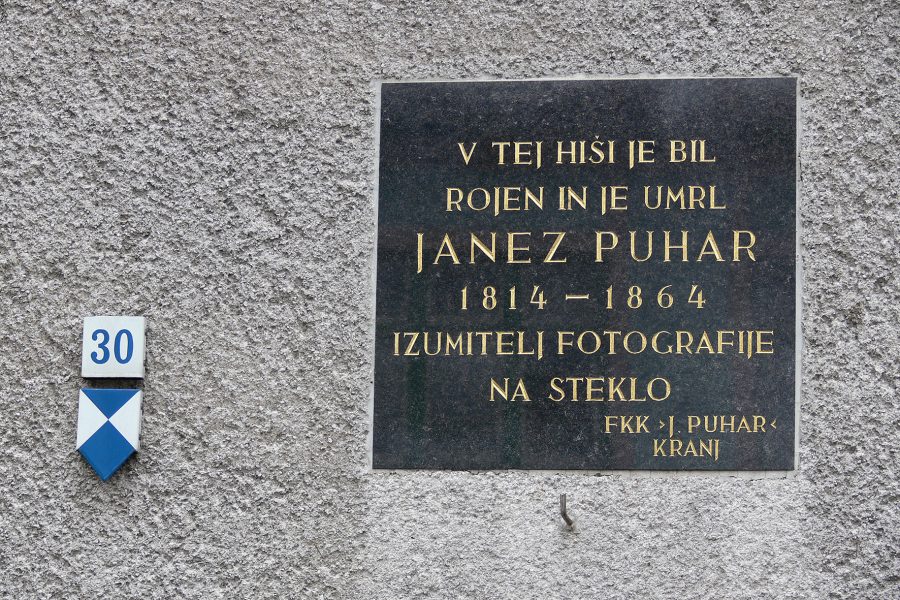 V TEJ HIŠI JE BIL
ROJEN IN JE UMRL
JANEZ PUHAR
1814 – 1864
IZUMITELJ FOTOGRAFIJE
NA STEKLO
FKK ›J. PUHAR‹
KRANJ
30